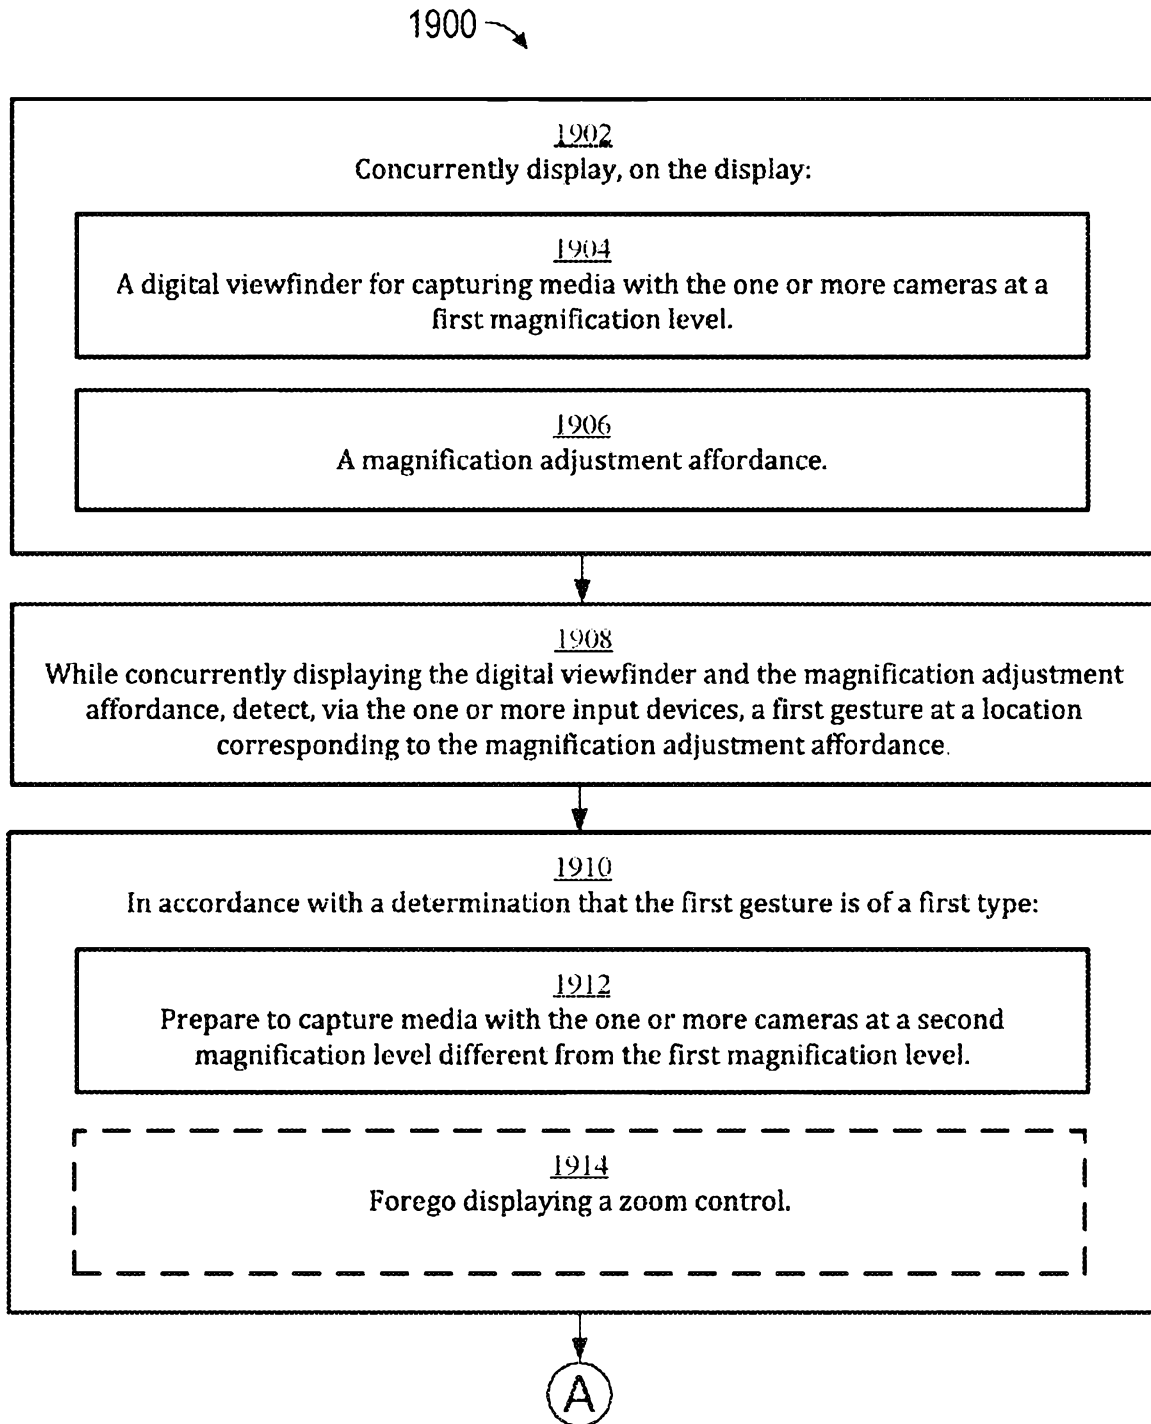 1900
1902
Concurrently display, on the display:
1904
A digital viewfinder for capturing media with the one or more cameras at a
first magnification level.
1906
A magnification adjustment affordance.
1908
While concurrently displaying the digital viewfinder and the magnification adjustment
affordance, detect, via the one or more input devices, a first gesture at a location
corresponding to the magnification adjustment affordance.
1910
In accordance with a determination that the first gesture is of a first type:
1912
Prepare to capture media with the one or more cameras at a second
magnification level different from the first magnification level.
1914
Forego displaying a zoom control.
A